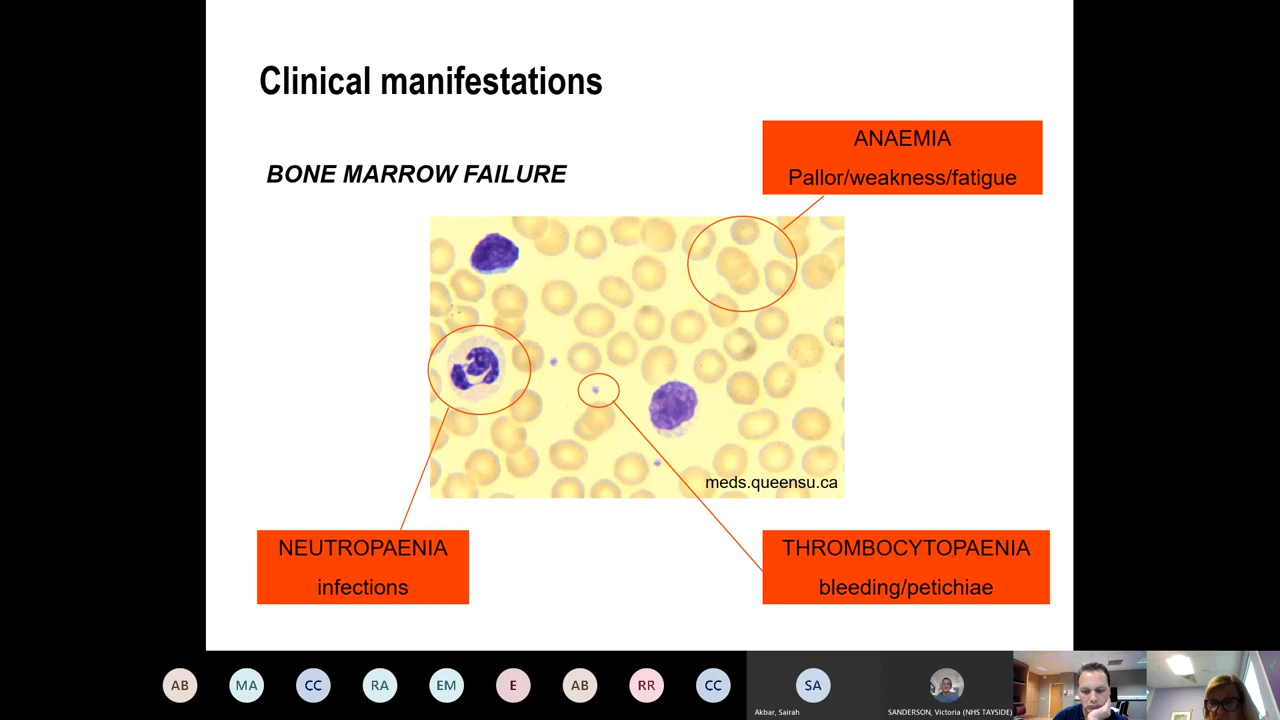 Clinical manifestations
BONE MARROW FAILURE
ANAEMIA
Pallor/weakness/fatigue
meds.queensu.ca
NEUTROPAENIA
infections
THROMBOCYTOPAENIA
bleeding/petichiae
AB MA CC RA EM E AB RR CC SA
Akbar, Sairah
SANDERSON, Victoria (NHS TAYSIDE)